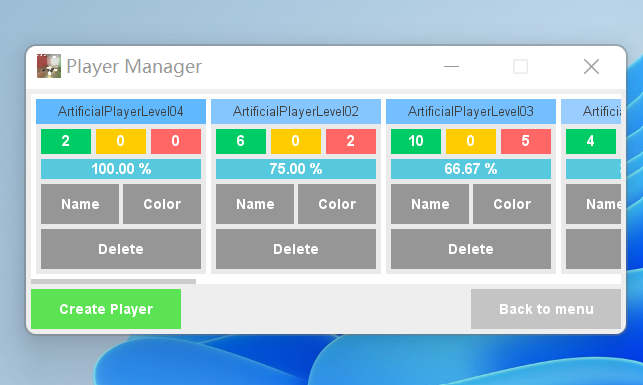 Player Manager
ArtificialPlayerLevel04
ArtificialPlayerLevel02
ArtificialPlayerLevel03
2 0 0
6 0 2
10 0 5
4
100.00 %
75.00 %
66.67 %
Name Color
Name Color
Name Color
Delete
Delete
Delete
Create Player
Back to menu